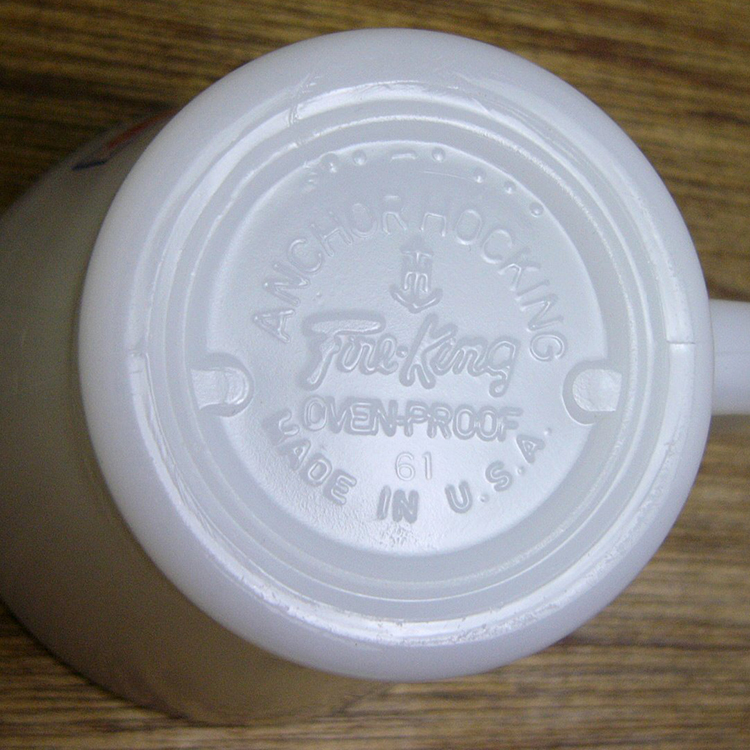 ANCHOR HOCKING
Fire-King
OVEN-PROOF
61
MADE IN U.S.A.